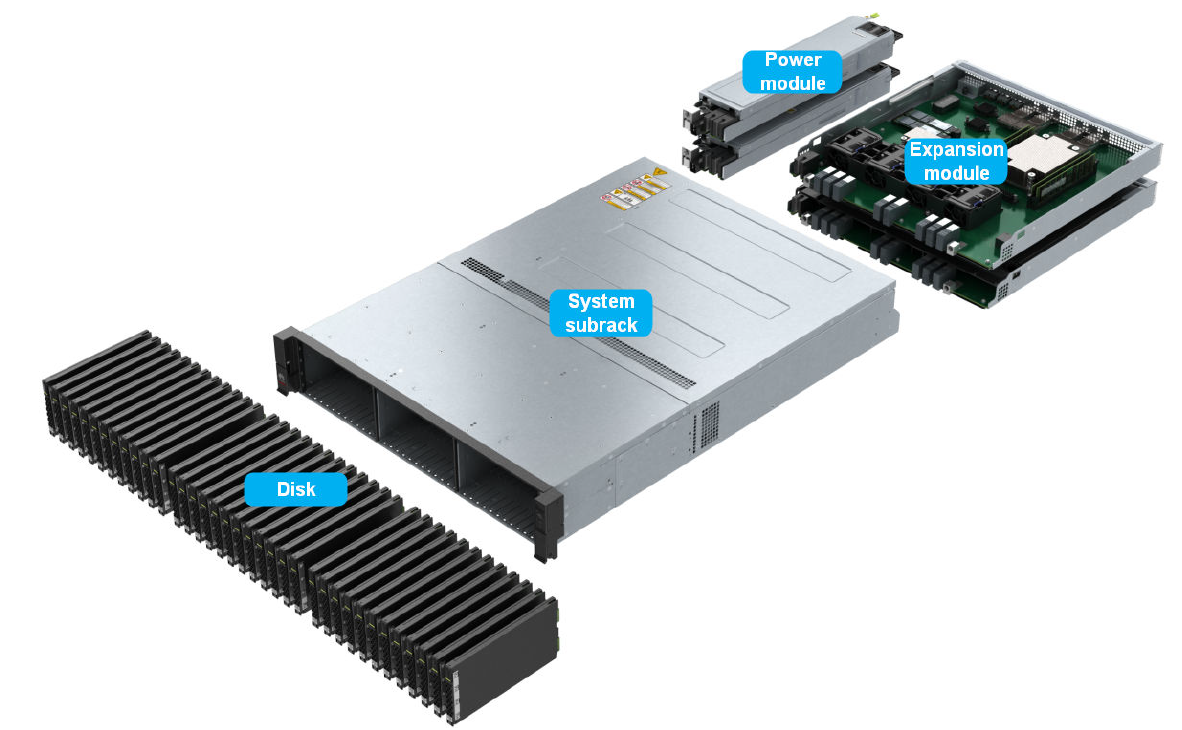 Power
module
Expansion
module
System
subrack
Disk